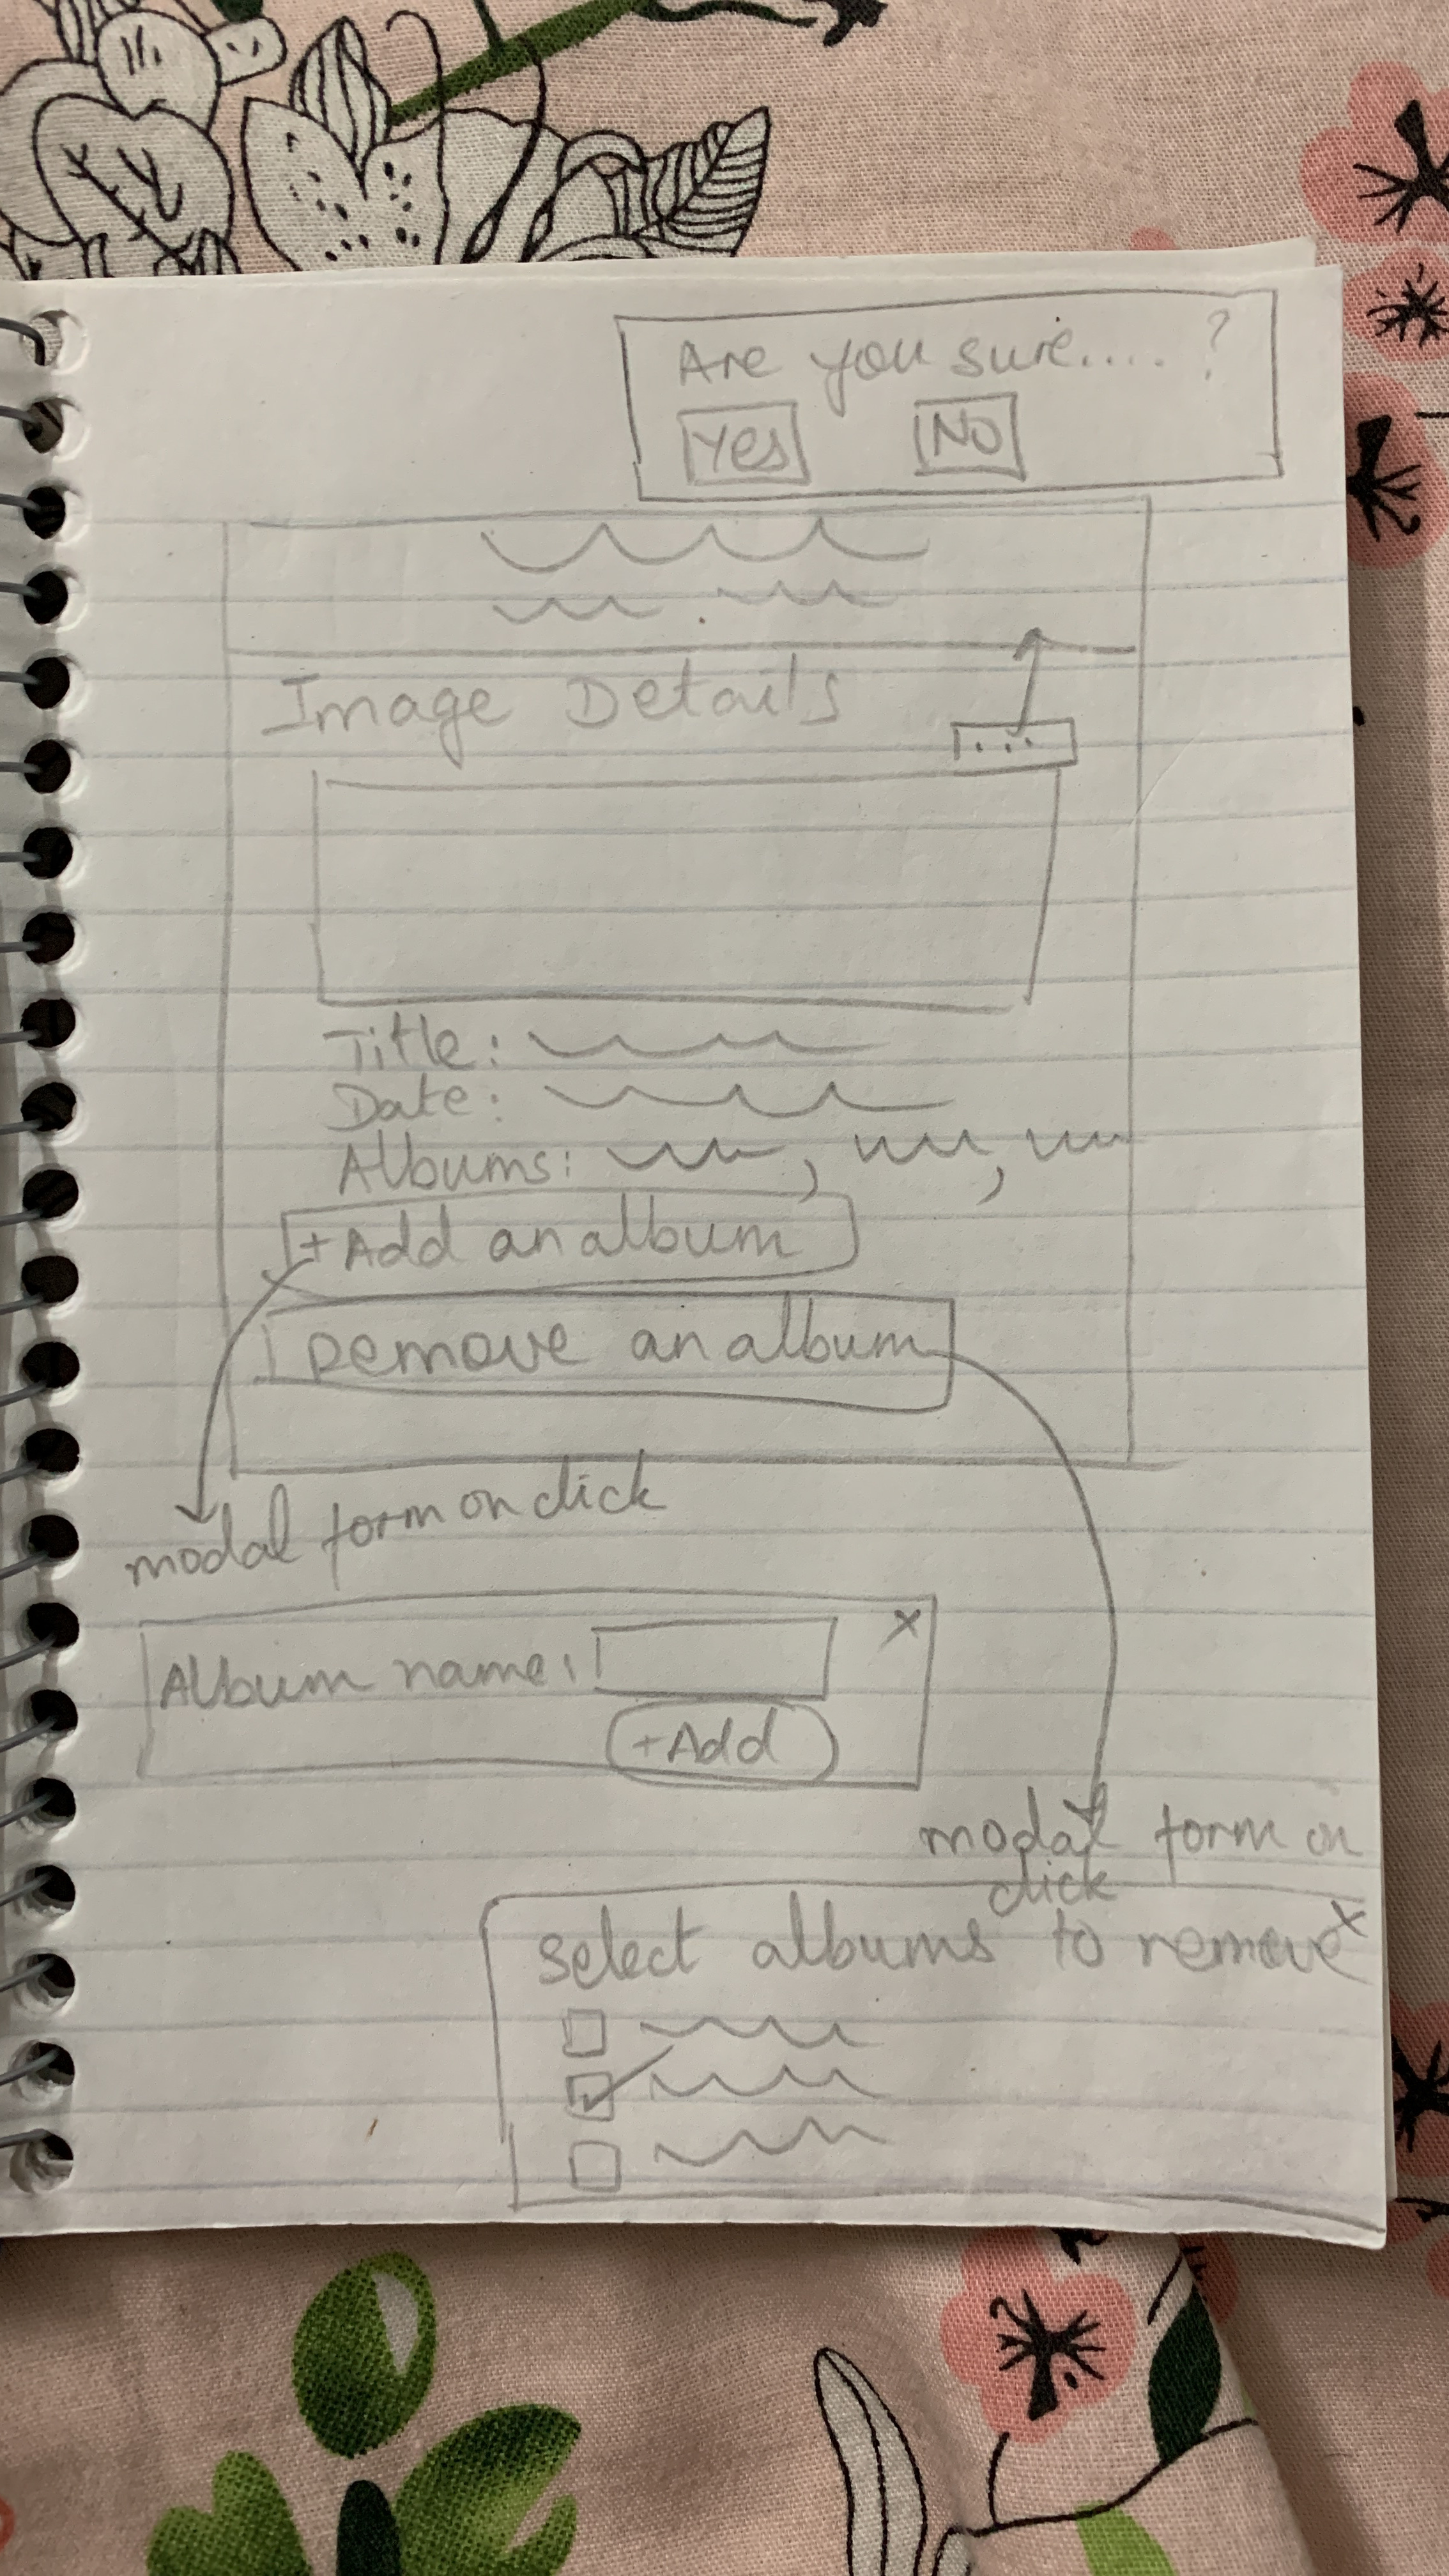 Are you sure.....?
Yes No
Image Details
...
Title:
Date:
Albums: , ,
+Add an album
Remove an album
modal form on click
Album name: x
+Add
modal form on
click
Select albums to remove x